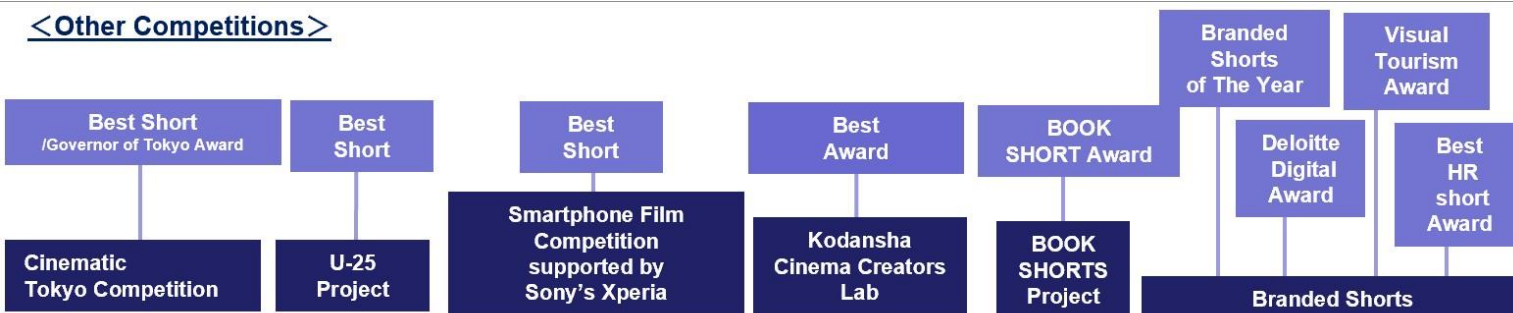 <Other Competitions>
Best Short
/Governor of Tokyo Award
Cinematic
Tokyo Competition
Best
Short
U-25
Project
Best
Short
Smartphone Film
Competition
supported by
Sony's Xperia
Best
Award
Kodansha
Cinema Creators
Lab
BOOK
SHORT Award
BOOK
SHORTS
Project
Branded
Shorts
of The Year
Deloitte
Digital
Award
Visual
Tourism
Award
Best
HR
short
Award
Branded Shorts